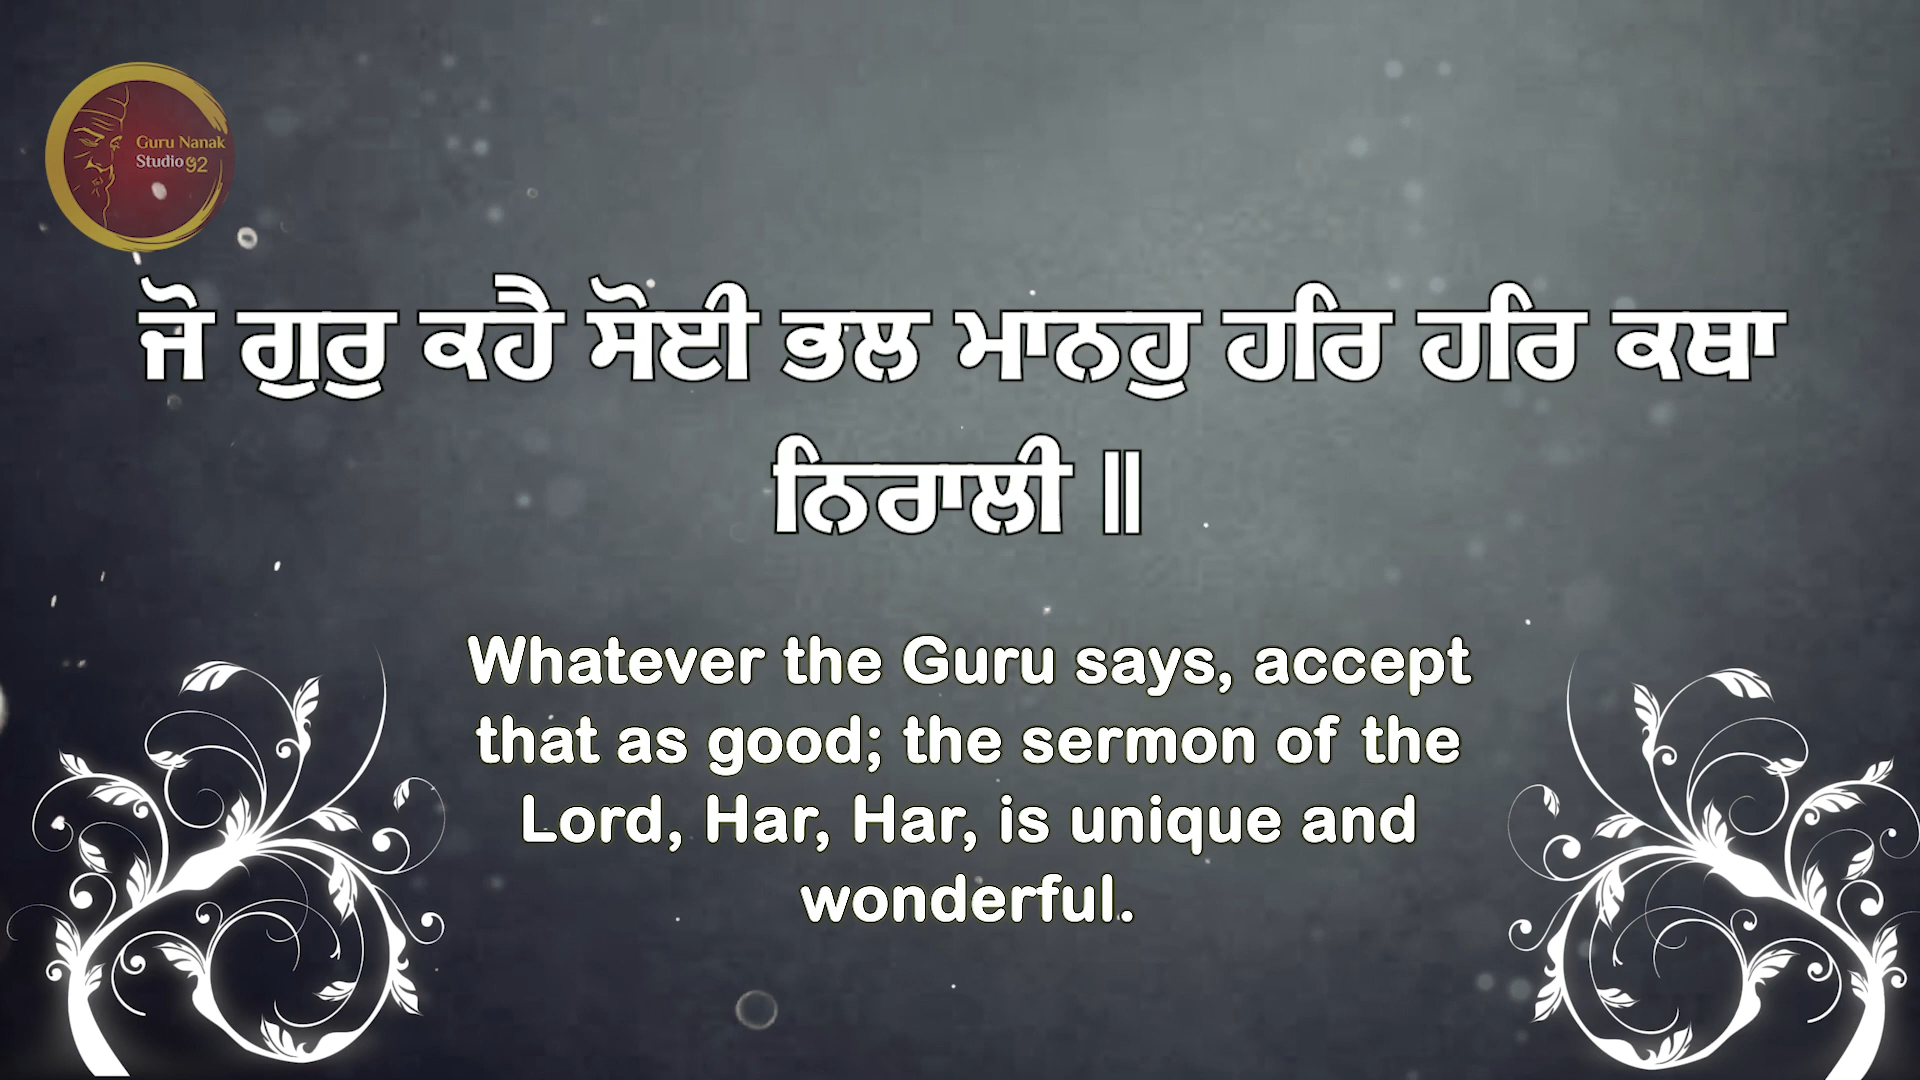 Guru Nanak
Studio 92
ਜੋ ਗੁਰੁ ਕਹੈ ਸੋਈ ਭਲ ਮਾਨਹੁ ਹਰਿ ਹਰਿ ਕਥਾ
ਨਿਰਾਲੀ ॥
Whatever the Guru says, accept
that as good; the sermon of the
Lord, Har, Har, is unique and
wonderful.